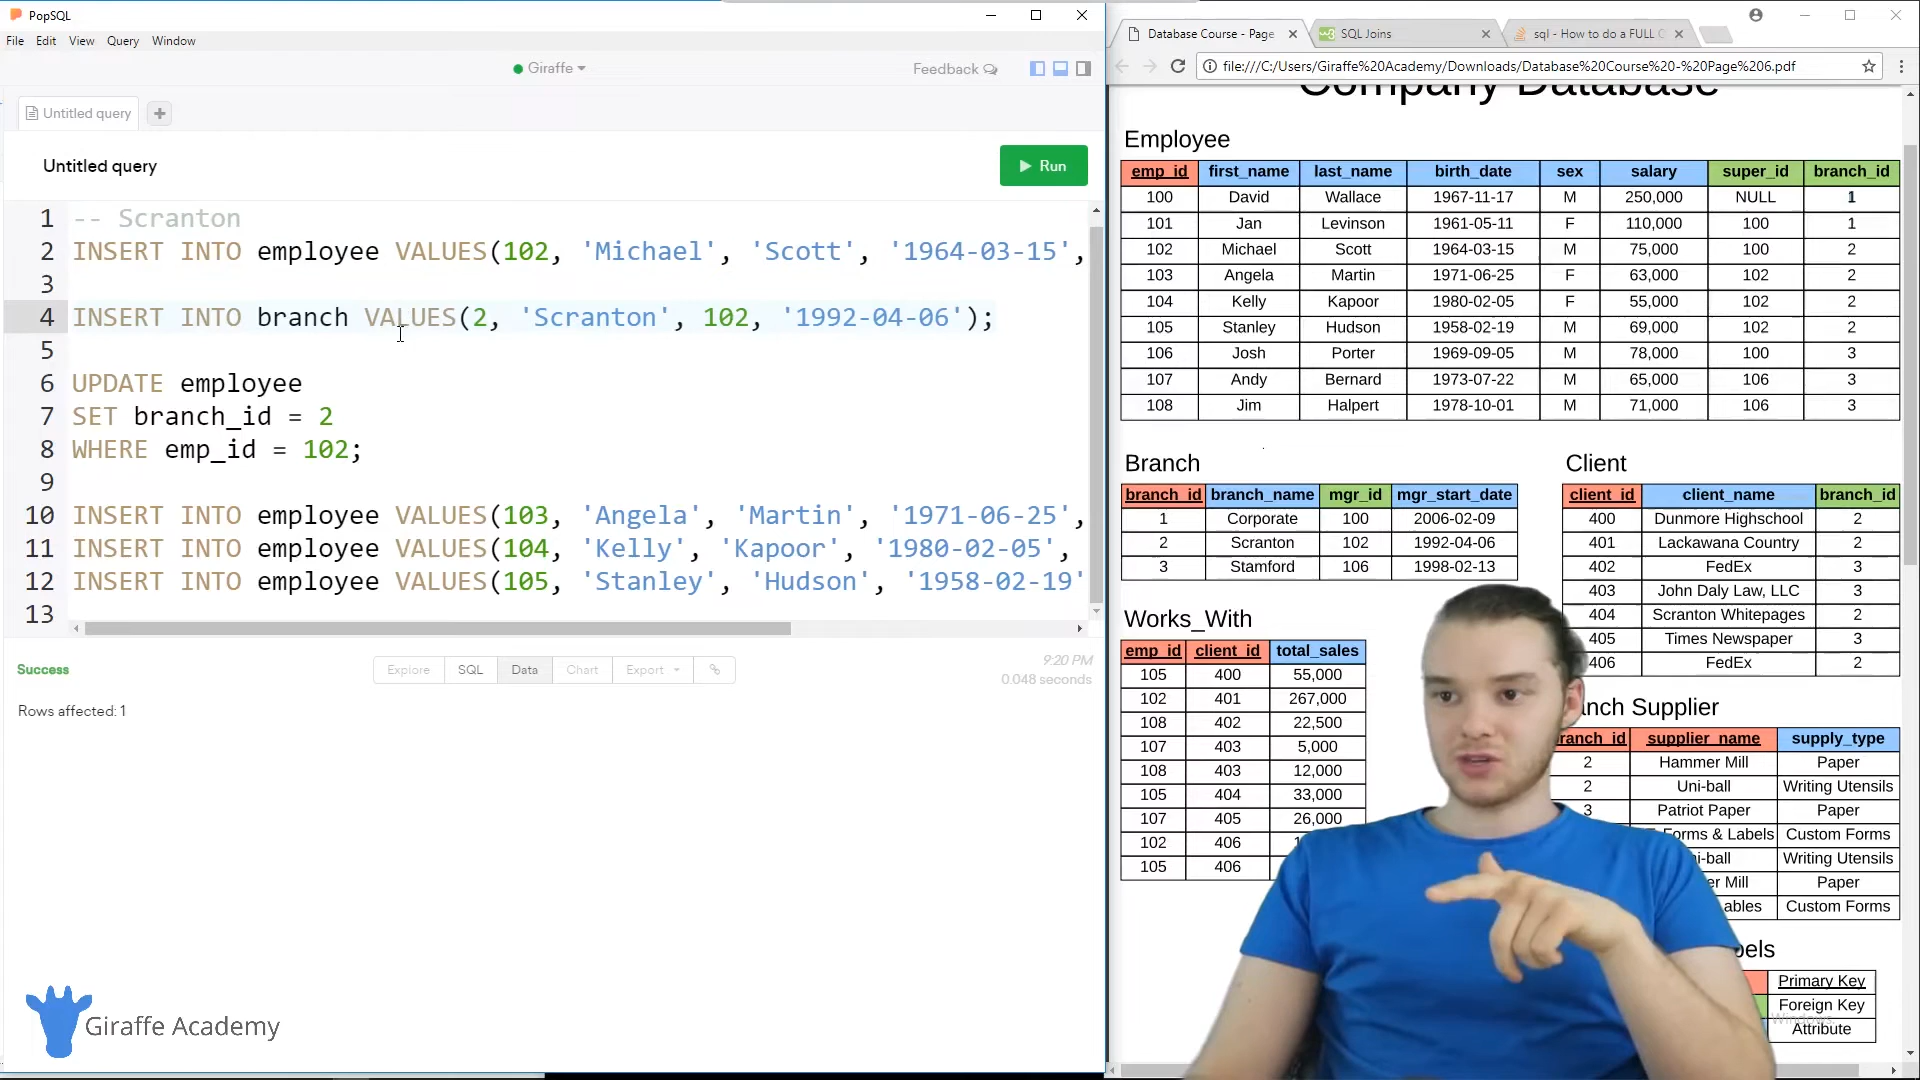 PopSQL
File Edit View Query Window
Giraffe
Feedback
Untitled query
Untitled query
Run
1 -- Scranton
2 INSERT INTO employee VALUES(102, 'Michael', 'Scott', '1964-03-15',
3
4 INSERT INTO branch VALUES(2, 'Scranton', 102, '1992-04-06');
5
6 UPDATE employee
7 SET branch_id = 2
8 WHERE emp_id = 102;
9
10 INSERT INTO employee VALUES(103, 'Angela', 'Martin', '1971-06-25',
11 INSERT INTO employee VALUES(104, 'Kelly', 'Kapoor', '1980-02-05',
12 INSERT INTO employee VALUES(105, 'Stanley', 'Hudson', '1958-02-19'
13
Success
Explore SQL Data Chart Export
9:20 PM
0.048 seconds
Rows affected: 1
Giraffe Academy
Database Course - Page
SQL Joins
sql - How to do a FULL
file:///C:/Users/Giraffe%20Academy/Downloads/Database%20Course%20-%20Page%206.pdf
Company Database
Employee
emp_id first_name last_name birth_date sex salary super_id branch_id
100 David Wallace 1967-11-17 M 250,000 NULL 1
101 Jan Levinson 1961-05-11 F 110,000 100 1
102 Michael Scott 1964-03-15 M 75,000 100 2
103 Angela Martin 1971-06-25 F 63,000 102 2
104 Kelly Kapoor 1980-02-05 F 55,000 102 2
105 Stanley Hudson 1958-02-19 M 69,000 102 2
106 Josh Porter 1969-09-05 M 78,000 100 3
107 Andy Bernard 1973-07-22 M 65,000 106 3
108 Jim Halpert 1978-10-01 M 71,000 106 3
Branch
branch_id branch_name mgr_id mgr_start_date
1 Corporate 100 2006-02-09
2 Scranton 102 1992-04-06
3 Stamford 106 1998-02-13
Client
client_id client_name branch_id
400 Dunmore Highschool 2
401 Lackawana Country 2
402 FedEx 3
403 John Daly Law, LLC 3
404 Scranton Whitepages 2
405 Times Newspaper 3
406 FedEx 2
Works_With
emp_id client_id total_sales
105 400 55,000
102 401 267,000
108 402 22,500
107 403 5,000
108 403 12,000
105 404 33,000
107 405 26,000
102 406
105 406
Supplier
supplier_name supply_type
2 Hammer Mill Paper
2 Uni-ball Writing Utensils
3 Patriot Paper Paper
Forms & Labels Custom Forms
Writing Utensils
Mill Paper
Custom Forms
Primary Key
Foreign Key
Attribute